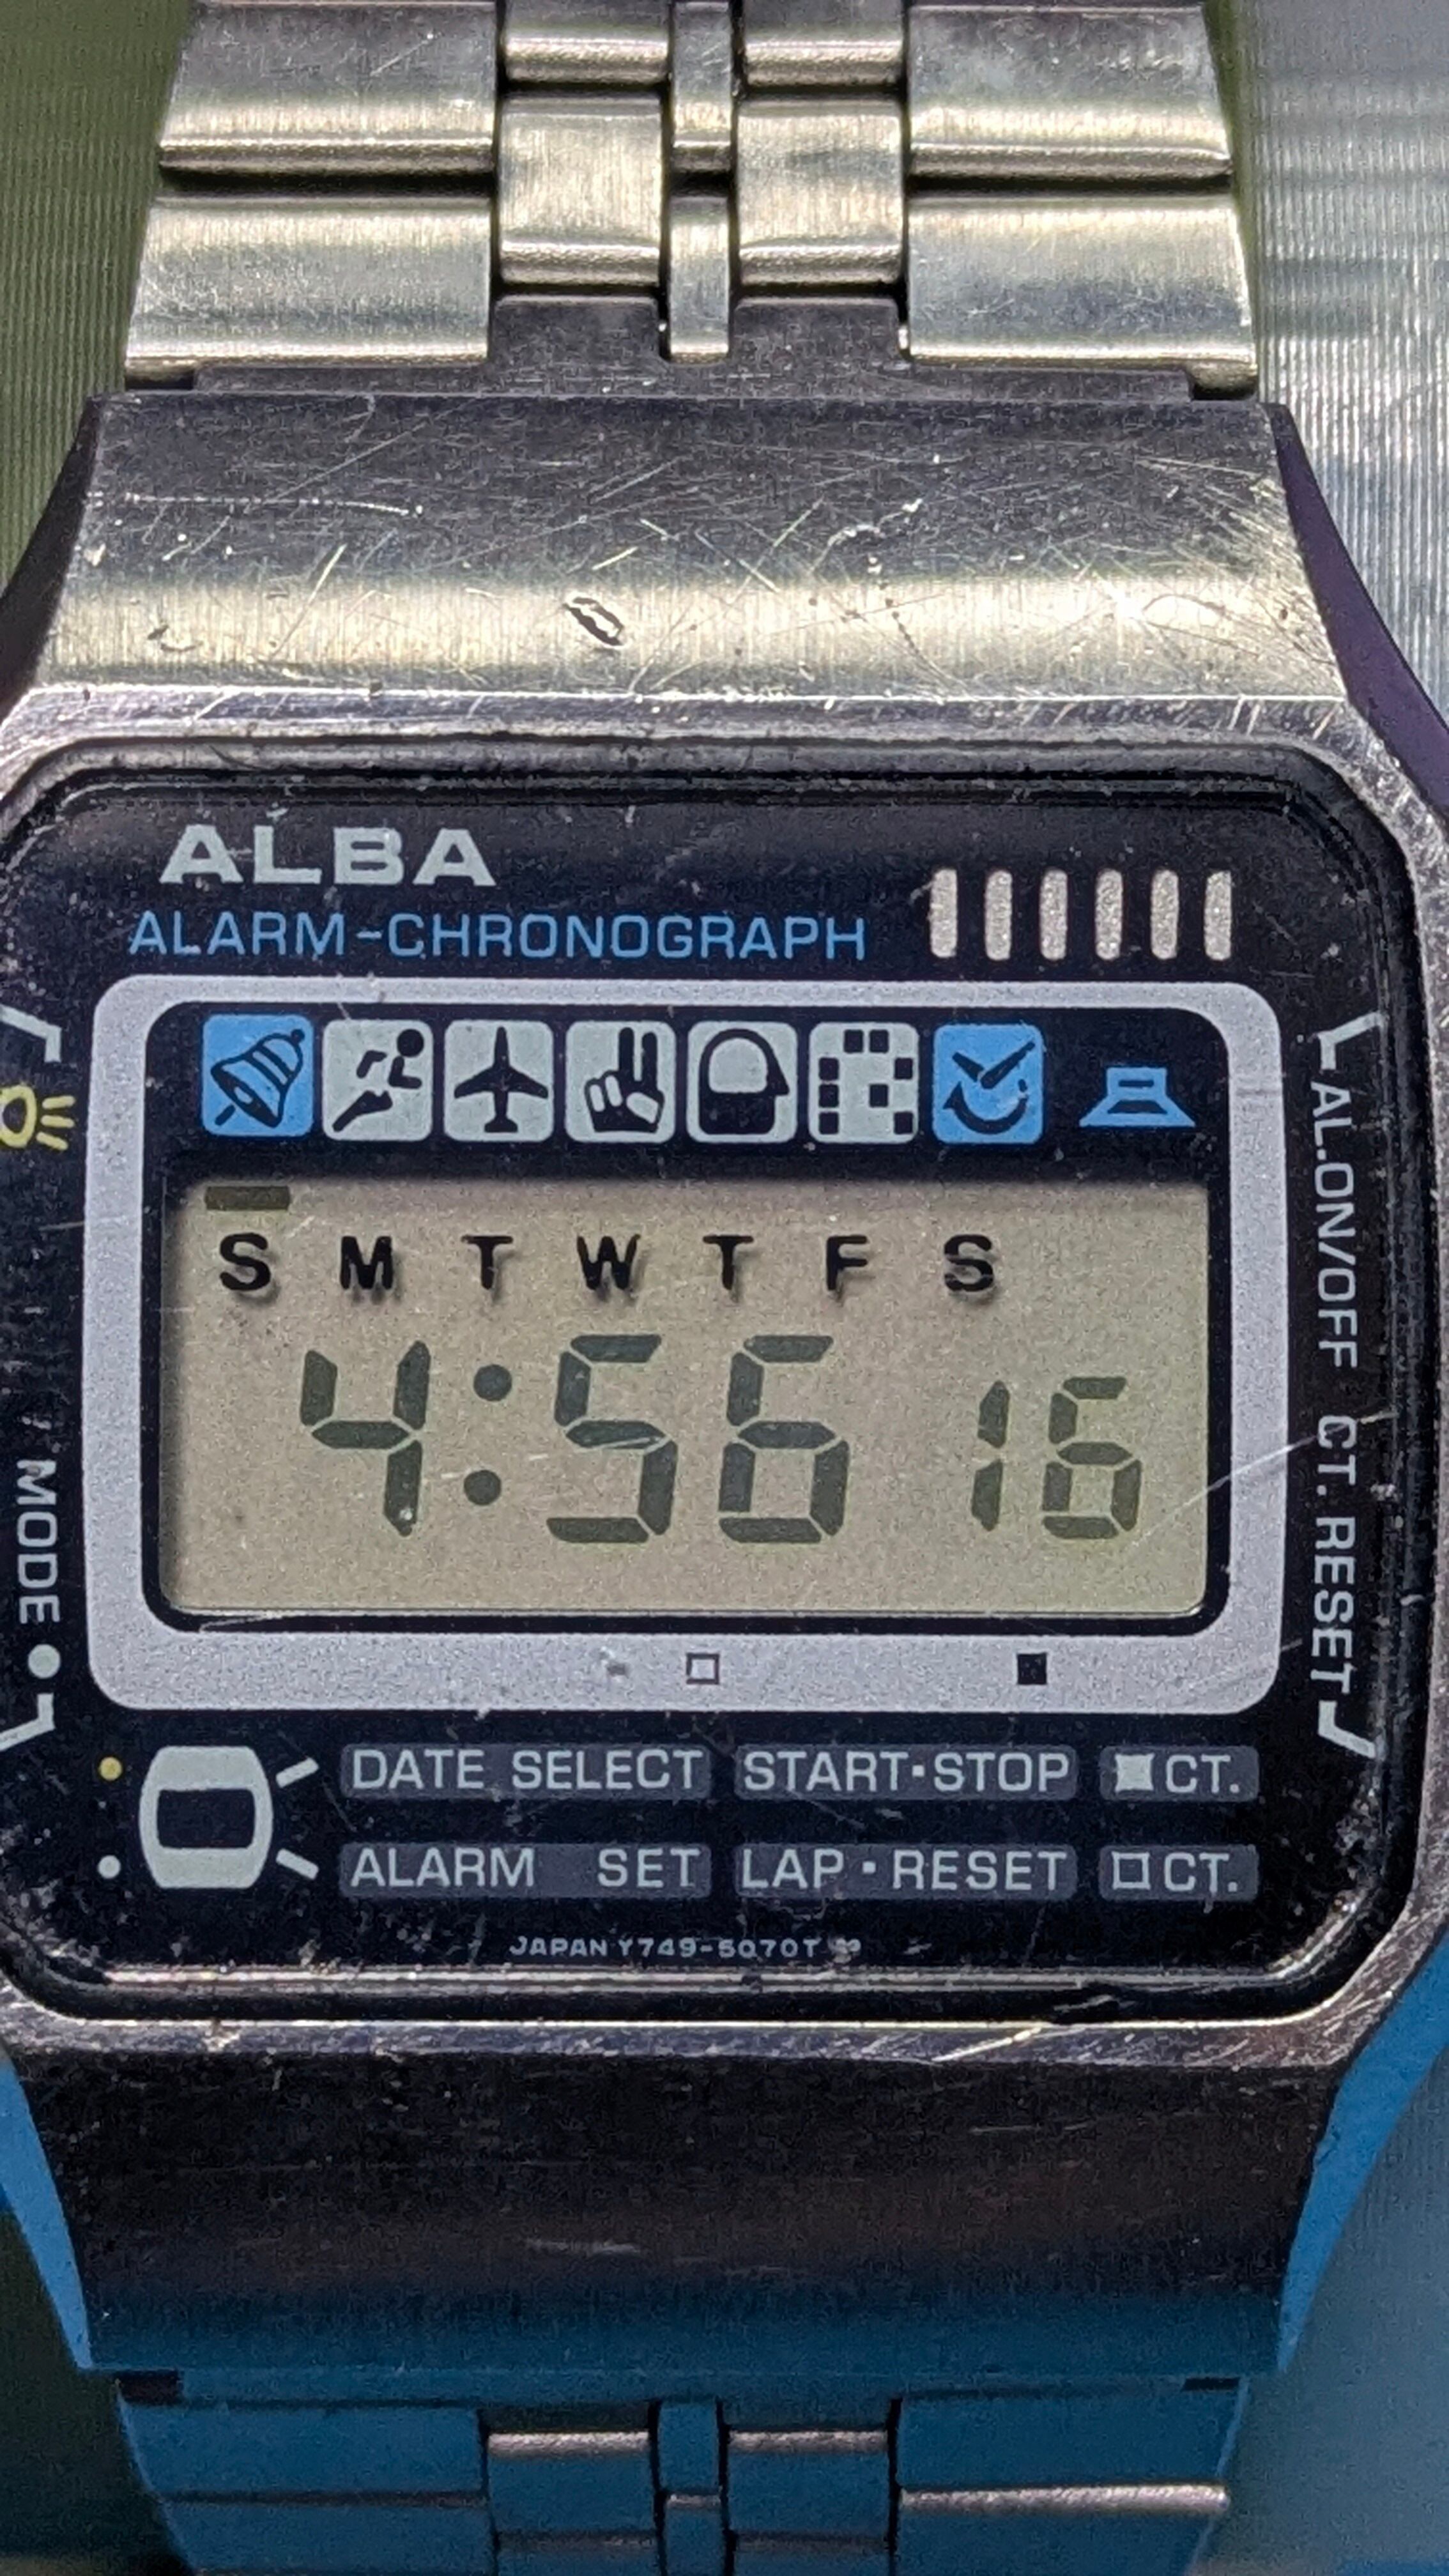 ALBA
ALARM-CHRONOGRAPH
S M T W T F S
4:56 16
AL.ON/OFF CT. RESET
MODE
DATE SELECT START·STOP ■CT.
ALARM SET LAP·RESET □CT.
JAPAN Y749-5070T